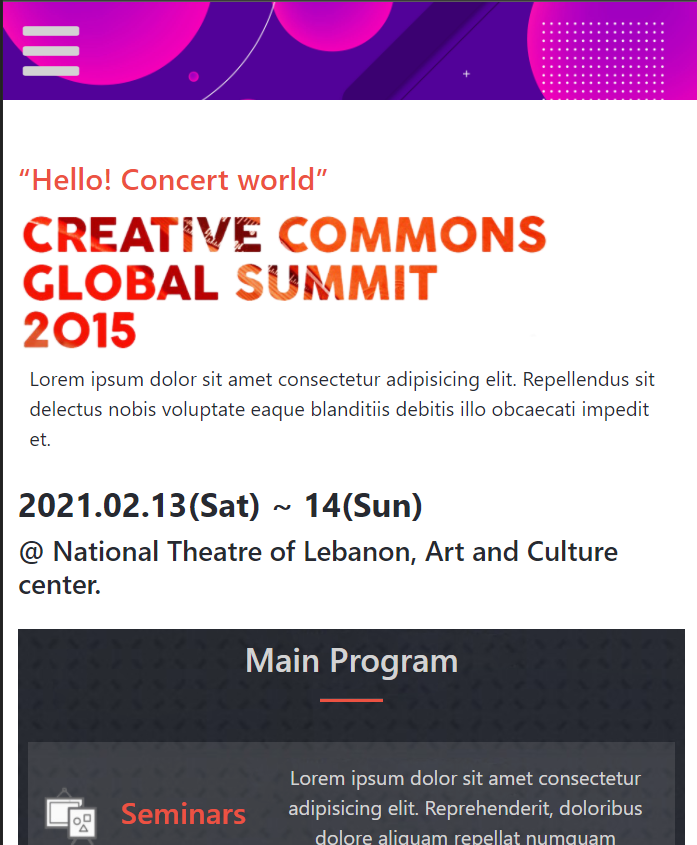 “Hello! Concert world”
CREATIVE COMMONS
GLOBAL SUMMIT
2015
Lorem ipsum dolor sit amet consectetur adipisicing elit. Repellendus sit
delectus nobis voluptate eaque blanditiis debitis illo obcaecati impedit
et.
2021.02.13(Sat) ~ 14(Sun)
@ National Theatre of Lebanon, Art and Culture
center.
Main Program
Seminars
Lorem ipsum dolor sit amet consectetur
adipisicing elit. Reprehenderit, doloribus
dolore aliquam repellat numquam